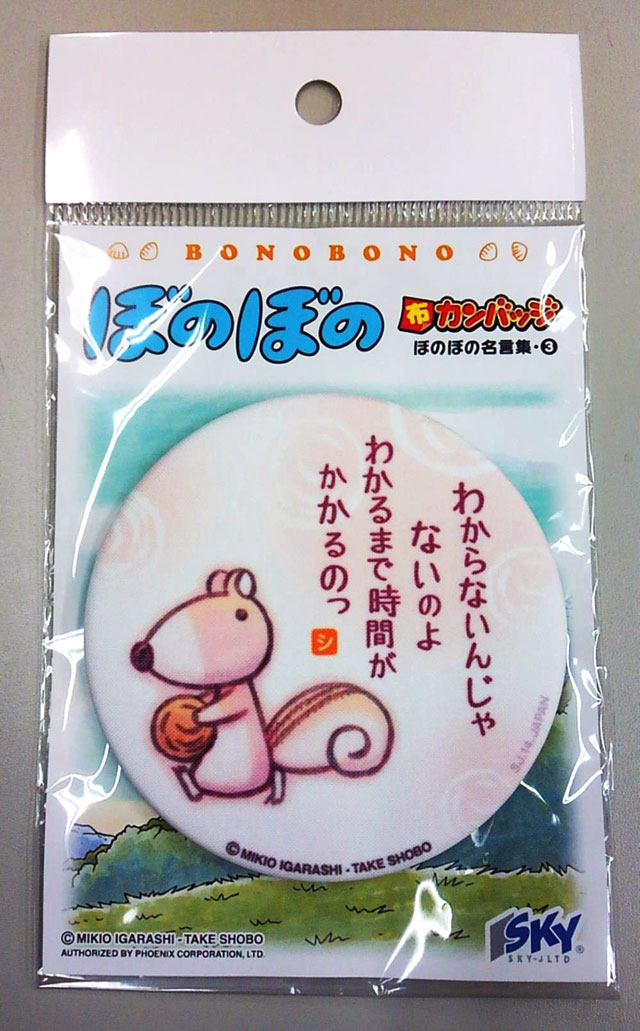 BONOBONO
ぼのぼの
布カンバッジ
ぼのぼの名言集・❸
わからないんじゃ
ないのよ
わかるまで時間が
かかるのっ
シ
SJ.14.JAPAN
©MIKIO IGARASHI - TAKE SHOBO
©MIKIO IGARASHI - TAKE SHOBO
AUTHORIZED BY PHOENIX CORPORATION, LTD.
SKY®
SKY-J LTD